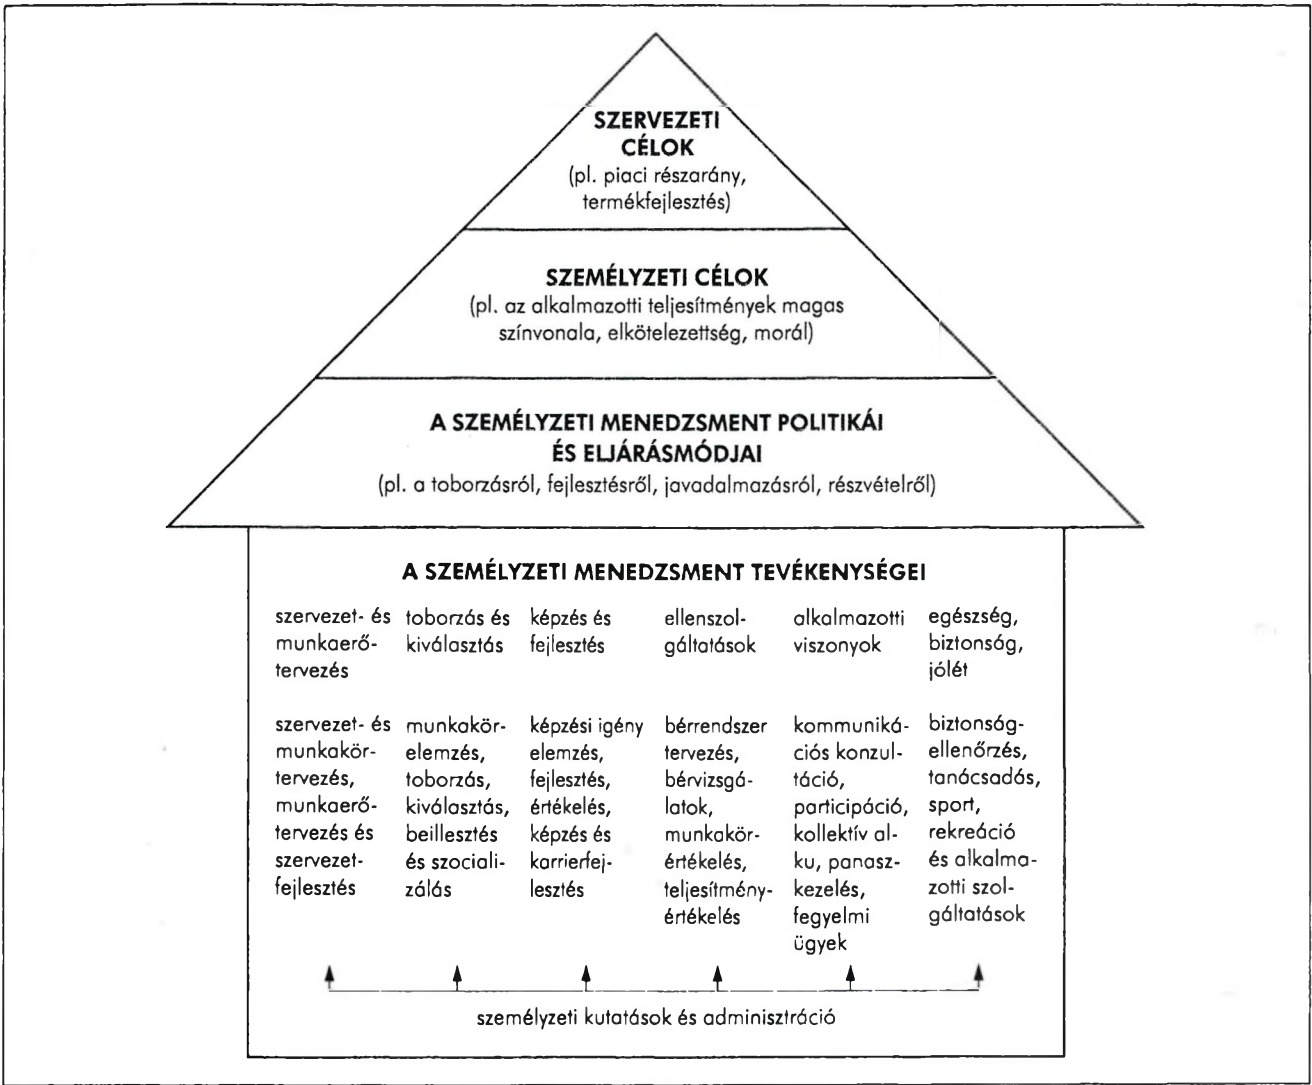 SZERVEZETI
CÉLOK
(pl. piaci részarány,
termékfejlesztés)
SZEMÉLYZETI CÉLOK
(pl. az alkalmazotti teljesítmények magas
színvonala, elkötelezettség, morál)
A SZEMÉLYZETI MENEDZSMENT POLITIKÁI
ÉS ELJÁRÁSMÓDJAI
(pl. a toborzásról, fejlesztésről, javadalmazásról, részvételről)
A SZEMÉLYZETI MENEDZSMENT TEVÉKENYSÉGEI
szervezet- és
munkaerő-
tervezés
toborzás és
kiválasztás
képzés és
fejlesztés
ellenszol-
gáltatások
alkalmazotti
viszonyok
egészség,
biztonság,
jólét
szervezet- és
munkakör-
tervezés,
munkaerő-
tervezés és
szervezet-
fejlesztés
munkakör-
elemzés,
toborzás,
kiválasztás,
beillesztés
és szociali-
zálás
képzési igény
elemzés,
fejlesztés,
értékelés,
képzés és
karrierfej-
lesztés
bérrendszer
tervezés,
bérvizsgá-
latok,
munkakör-
értékelés,
teljesítmény-
értékelés
kommuniká-
ciós konzul-
táció,
participáció,
kollektív al-
ku, panasz-
kezelés,
fegyelmi
ügyek
biztonság-
ellenőrzés,
tanácsadás,
sport,
rekreáció
és alkalma-
zotti szol-
gáltatások
személyzeti kutatások és adminisztráció